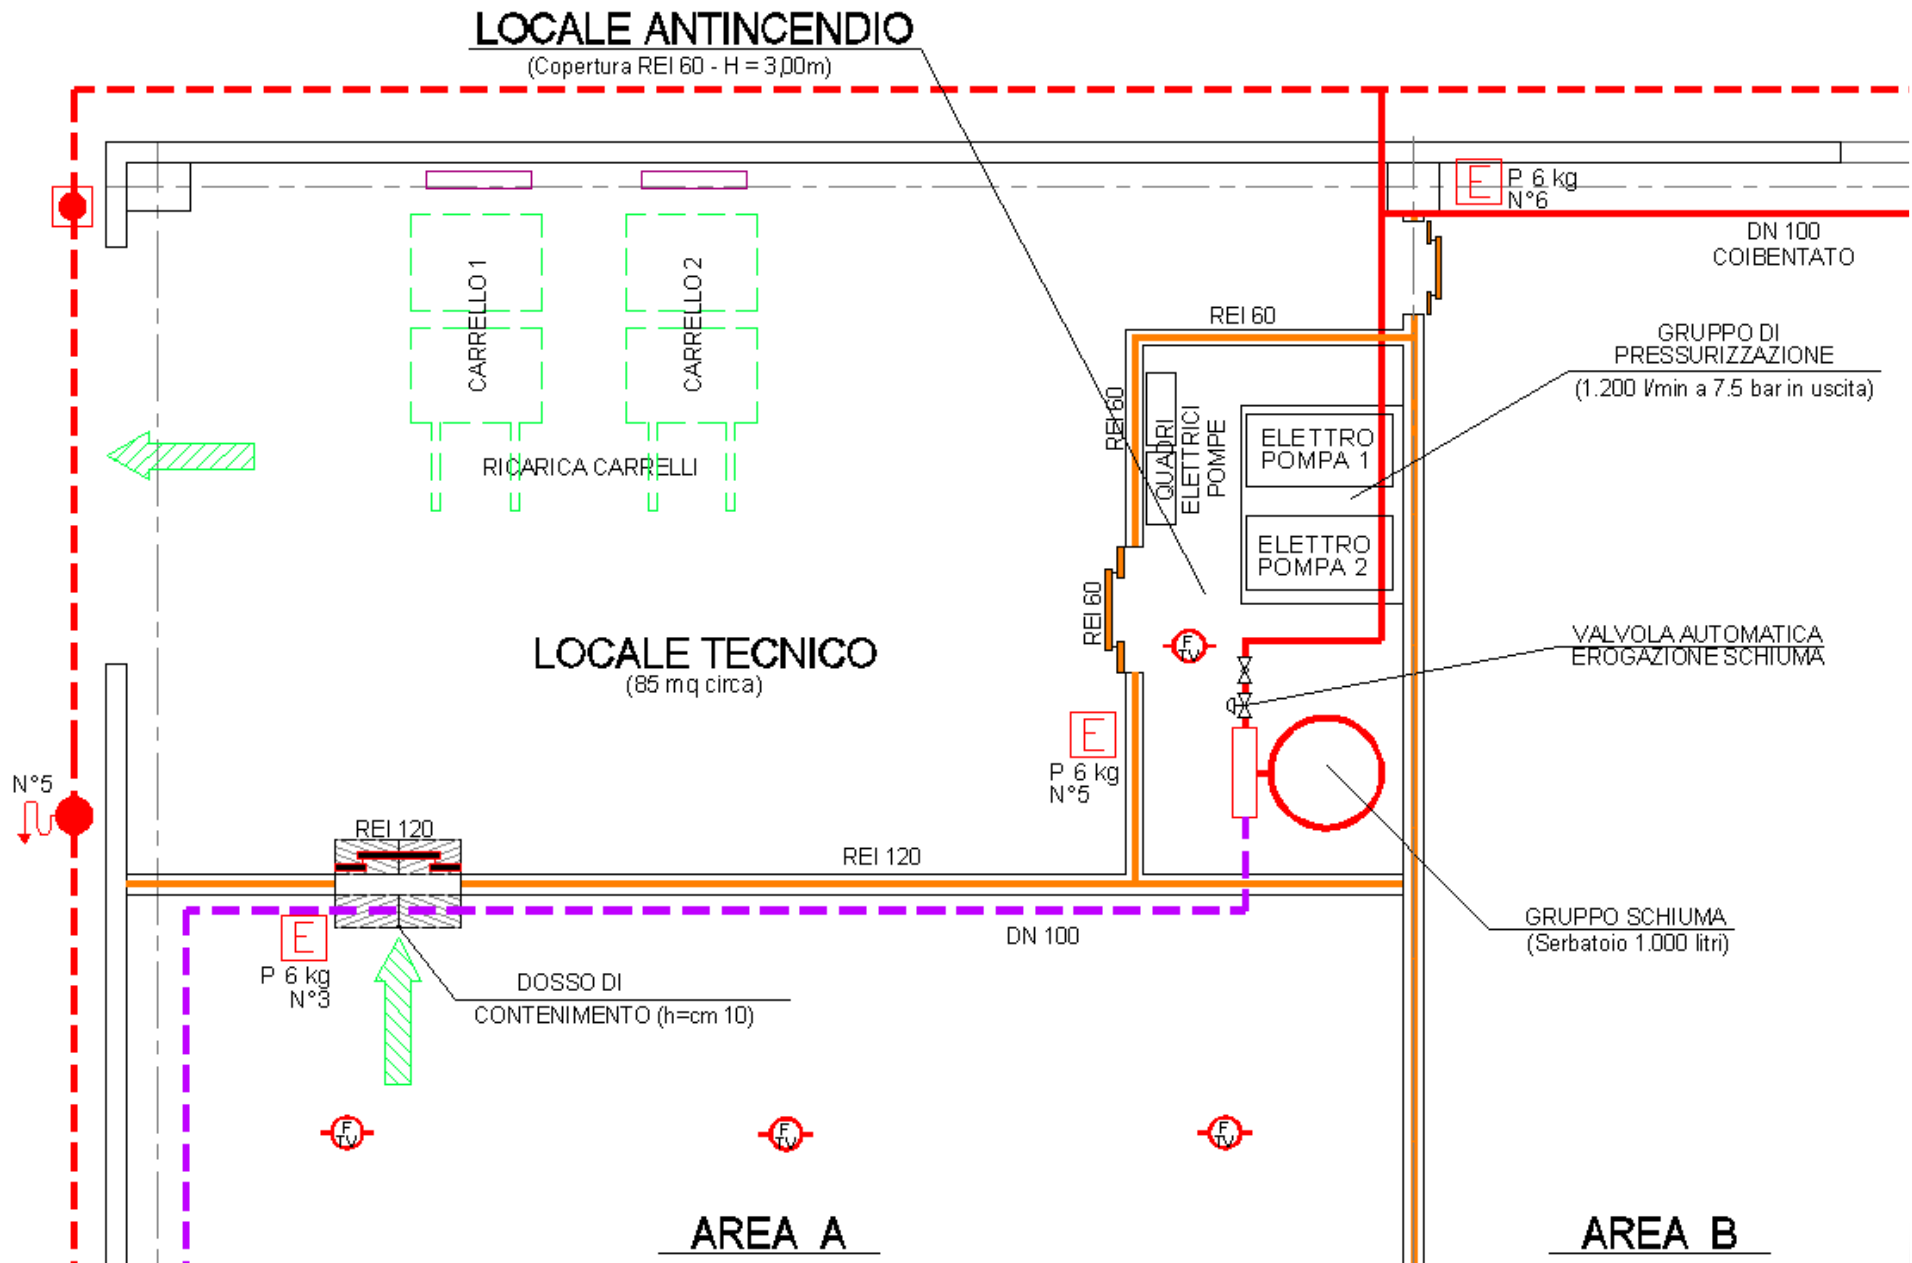 LOCALE ANTINCENDIO
(Copertura REI 60 - H = 3,00m)
E
P 6 kg
N°6
DN 100
COIBENTATO
CARRELLO 1
CARRELLO 2
RICARICA CARRELLI
REI 60
REI 60
QUADRI
ELETTRICI
POMPE
ELETTRO
POMPA 1
ELETTRO
POMPA 2
GRUPPO DI
PRESSURIZZAZIONE
(1.200 l/min a 7.5 bar in uscita)
REI 60
LOCALE TECNICO
(85 mq circa)
F
TV
VALVOLA AUTOMATICA
EROGAZIONE SCHIUMA
E
P 6 kg
N°5
N°5
REI 120
REI 120
E
P 6 kg
N°3
DN 100
GRUPPO SCHIUMA
(Serbatoio 1.000 litri)
DOSSO DI
CONTENIMENTO (h=cm 10)
F
TV
F
TV
F
TV
AREA A
AREA B